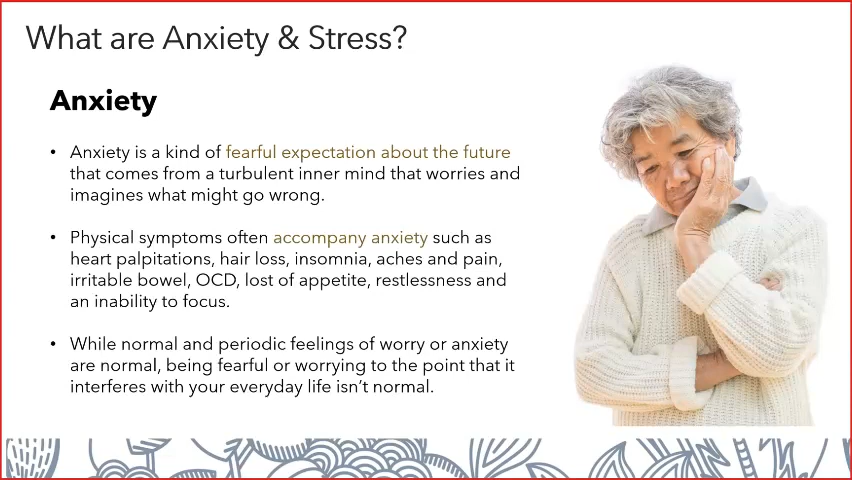 What are Anxiety & Stress?
Anxiety
• Anxiety is a kind of fearful expectation about the future
that comes from a turbulent inner mind that worries and
imagines what might go wrong.
• Physical symptoms often accompany anxiety such as
heart palpitations, hair loss, insomnia, aches and pain,
irritable bowel, OCD, lost of appetite, restlessness and
an inability to focus.
• While normal and periodic feelings of worry or anxiety
are normal, being fearful or worrying to the point that it
interferes with your everyday life isn't normal.